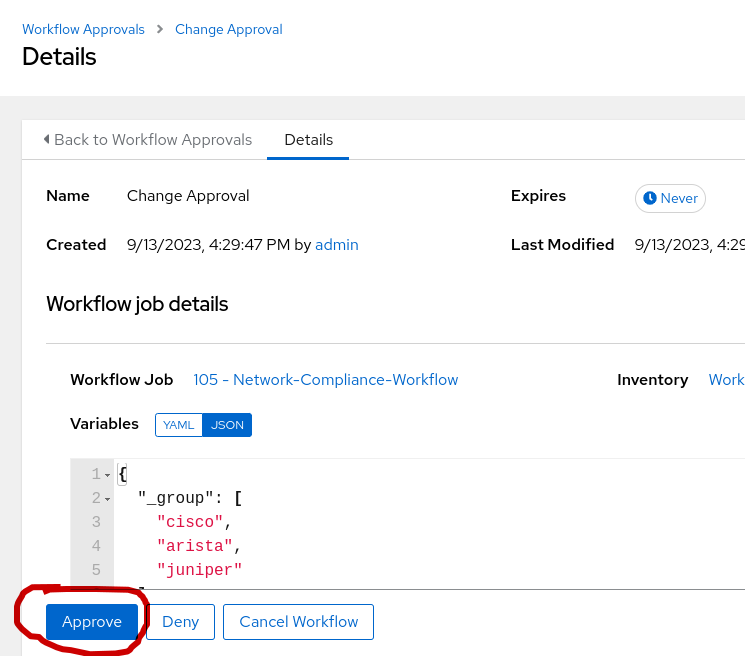 Workflow Approvals > Change Approval
Details
Back to Workflow Approvals Details
Name Change Approval Expires Never
Created 9/13/2023, 4:29:47 PM by admin Last Modified 9/13/2023, 4:29
Workflow job details
Workflow Job 105 - Network-Compliance-Workflow Inventory Work
Variables YAML JSON
1 {
2 "_group": [
3 "cisco",
4 "arista",
5 "juniper"
Approve Deny Cancel Workflow